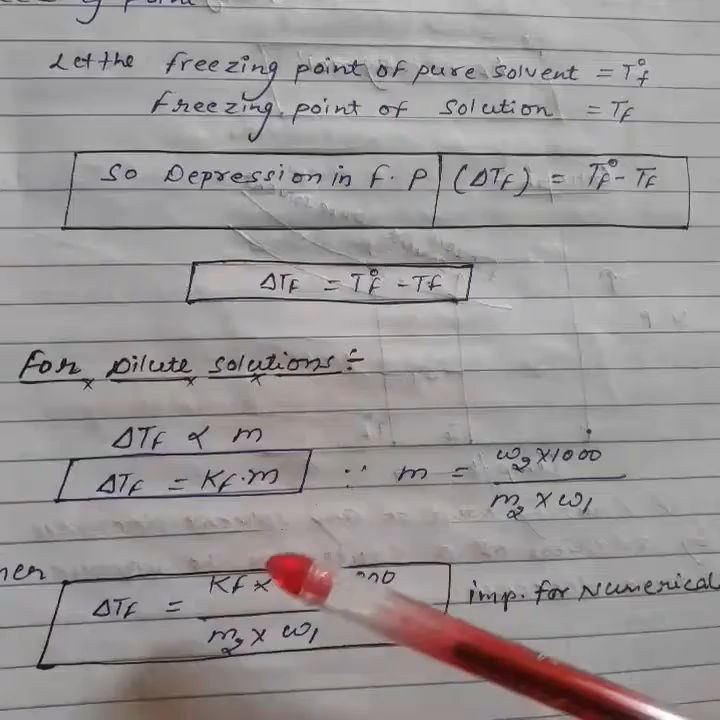 point
Let the freezing point of pure solvent = T°f
freezing point of solution = Tf
So Depression in f.p (ΔTf) = T°f - Tf
ΔTf = T°f - Tf
For Dilute solutions :-
ΔTf ∝ m
ΔTf = Kf·m ∵ m = w2×1000 / m2 × w1
ΔTf = Kf × / m2 × w1 imp. for Numerical